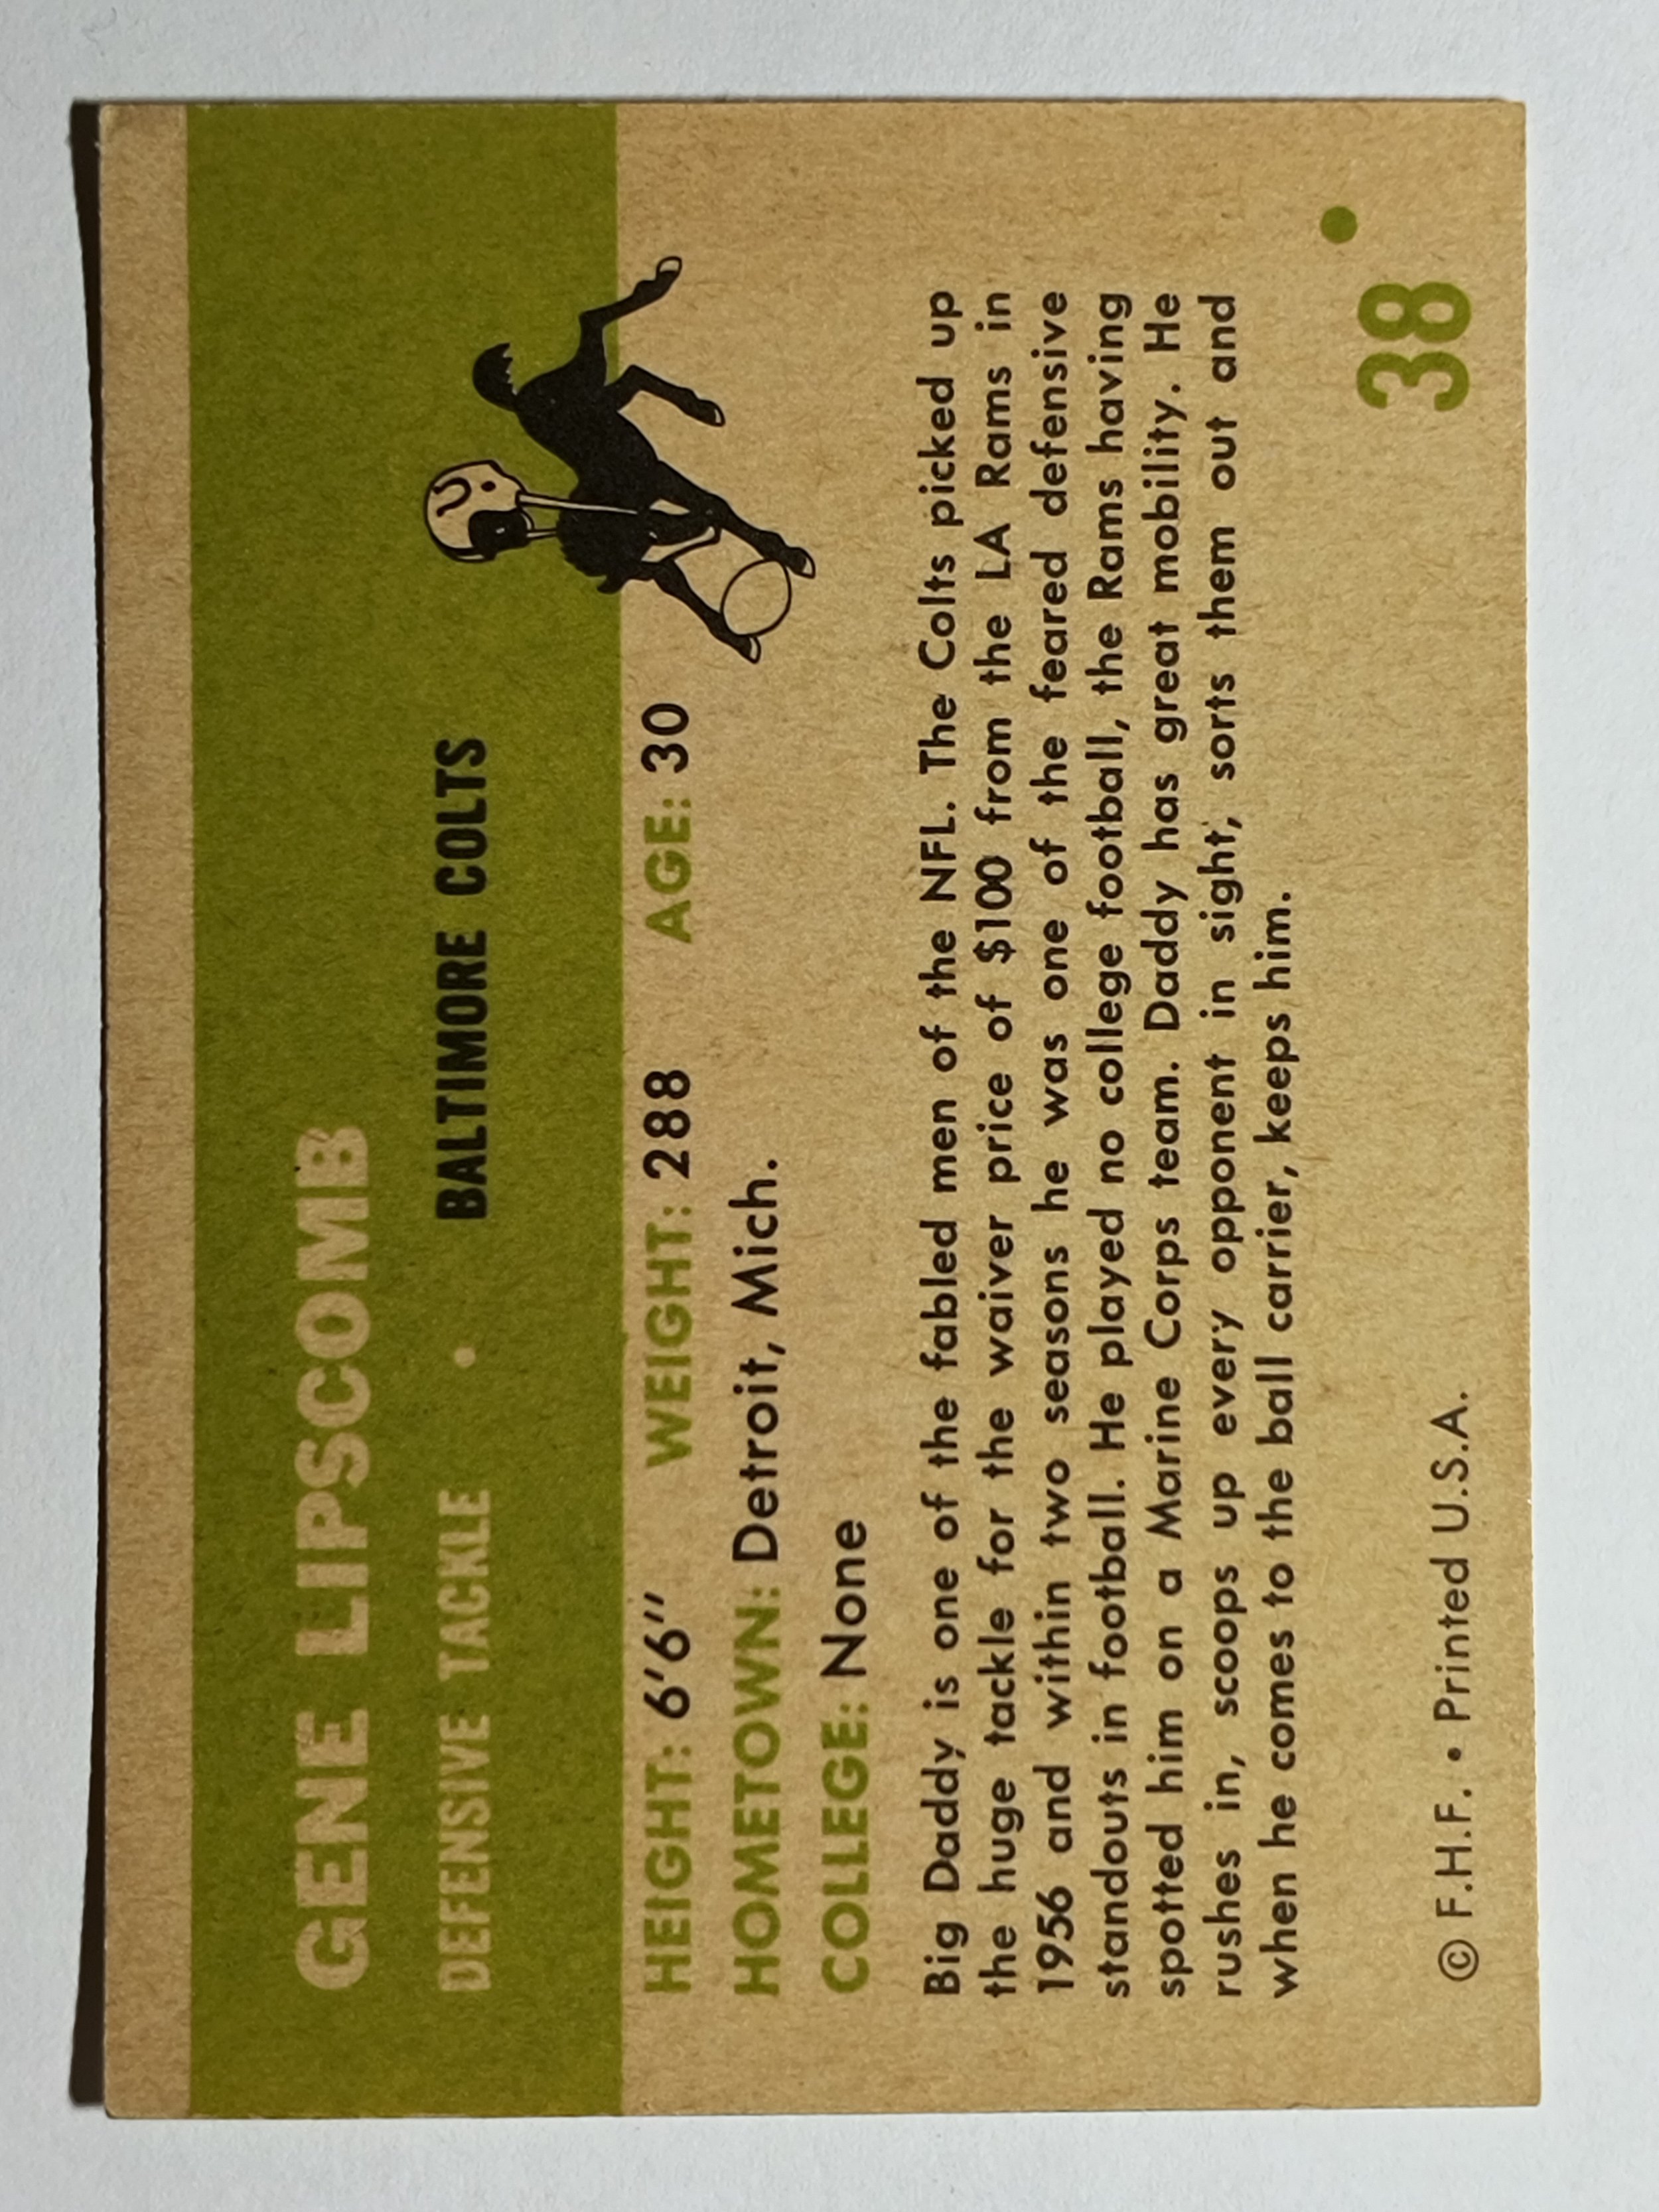 GENE LIPSCOMB
DEFENSIVE TACKLE • BALTIMORE COLTS
HEIGHT: 6'6" WEIGHT: 288 AGE: 30
HOMETOWN: Detroit, Mich.
COLLEGE: None
Big Daddy is one of the fabled men of the NFL. The Colts picked up
the huge tackle for the waiver price of $100 from the LA Rams in
1956 and within two seasons he was one of the feared defensive
standouts in football. He played no college football, the Rams having
spotted him on a Marine Corps team. Daddy has great mobility. He
rushes in, scoops up every opponent in sight, sorts them out and
when he comes to the ball carrier, keeps him.
© F.H.F. • Printed U.S.A.
38